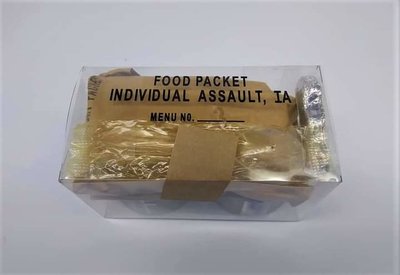 FOOD PACKET
INDIVIDUAL ASSAULT, IA
MENU NO.